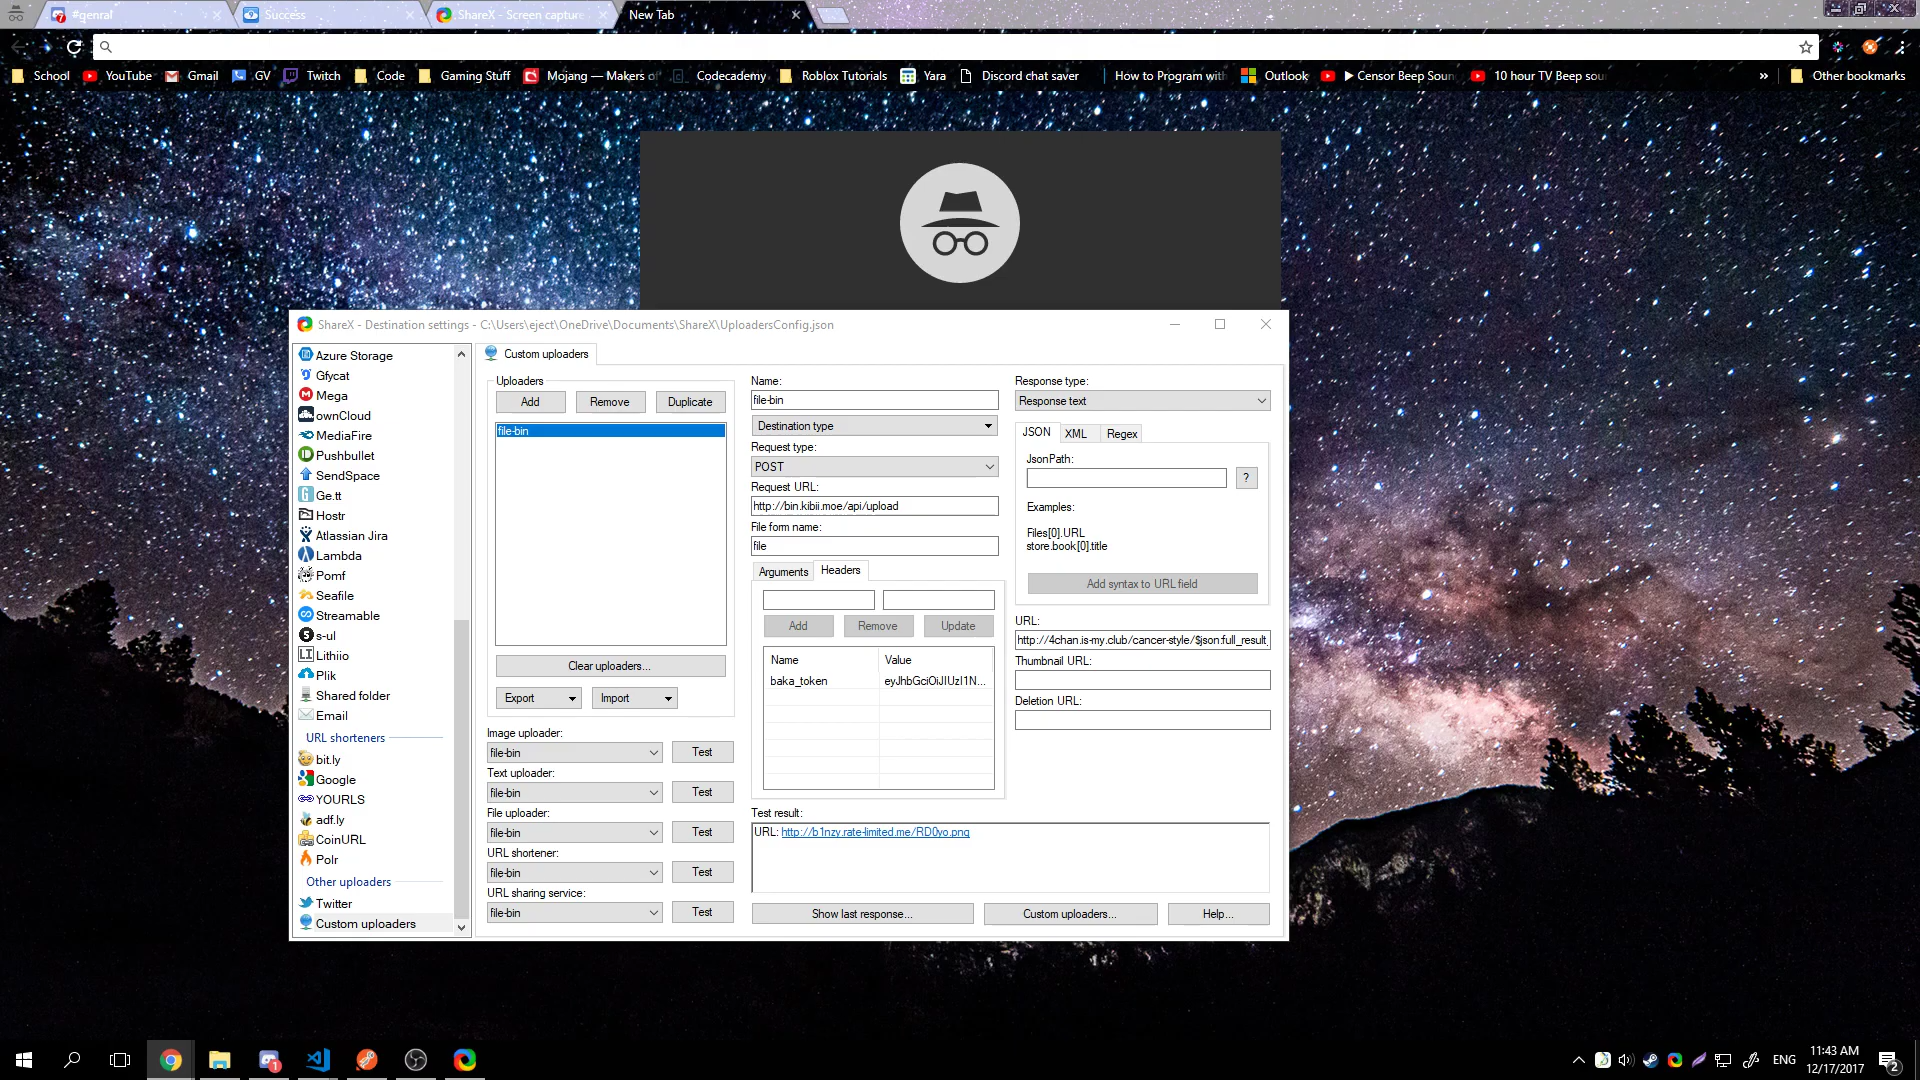 #genral
Success
ShareX - Screen capture
New Tab
School
YouTube
Gmail
GV
Twitch
Code
Gaming Stuff
Mojang — Makers of
Codecademy
Roblox Tutorials
Yara
Discord chat saver
How to Program with
Outlook
▶ Censor Beep Soun
10 hour TV Beep sou
»
Other bookmarks
ShareX - Destination settings - C:\Users\eject\OneDrive\Documents\ShareX\UploadersConfig.json
Azure Storage
Gfycat
Mega
ownCloud
MediaFire
Pushbullet
SendSpace
Ge.tt
Hostr
Atlassian Jira
Lambda
Pomf
Seafile
Streamable
s-ul
Lithiio
Plik
Shared folder
Email
URL shorteners
bit.ly
Google
YOURLS
adf.ly
CoinURL
Polr
Other uploaders
Twitter
Custom uploaders
Custom uploaders
Uploaders
Add
Remove
Duplicate
file-bin
Clear uploaders...
Export
Import
Image uploader:
file-bin
Test
Text uploader:
file-bin
Test
File uploader:
file-bin
Test
URL shortener:
file-bin
Test
URL sharing service:
file-bin
Test
Name:
file-bin
Destination type
Request type:
POST
Request URL:
http://bin.kibii.moe/api/upload
File form name:
file
Arguments
Headers
Add
Remove
Update
Name
Value
baka_token
eyJhbGciOiJIUzI1N...
Response type:
Response text
JSON
XML
Regex
JsonPath:
?
Examples:
Files[0].URL
store.book[0].title
Add syntax to URL field
URL:
http://4chan.is-my.club/cancer-style/$json:full_result_
Thumbnail URL:
Deletion URL:
Test result:
URL: http://b1nzy.rate-limited.me/RD0yo.png
Show last response...
Custom uploaders...
Help...
ENG
11:43 AM
12/17/2017
2